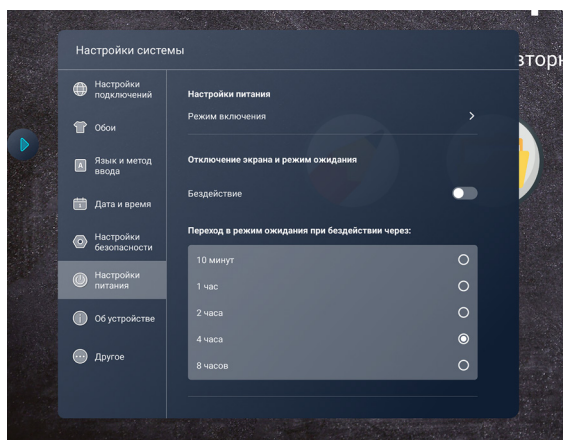 Настройки системы
вторн
Настройки
подключений
Обои
Язык и метод
ввода
Дата и время
Настройки
безопасности
Настройки
питания
Об устройстве
Другое
Настройки питания
Режим включения
Отключение экрана и режим ожидания
Бездействие
Переход в режим ожидания при бездействии через:
10 минут
1 час
2 часа
4 часа
8 часов